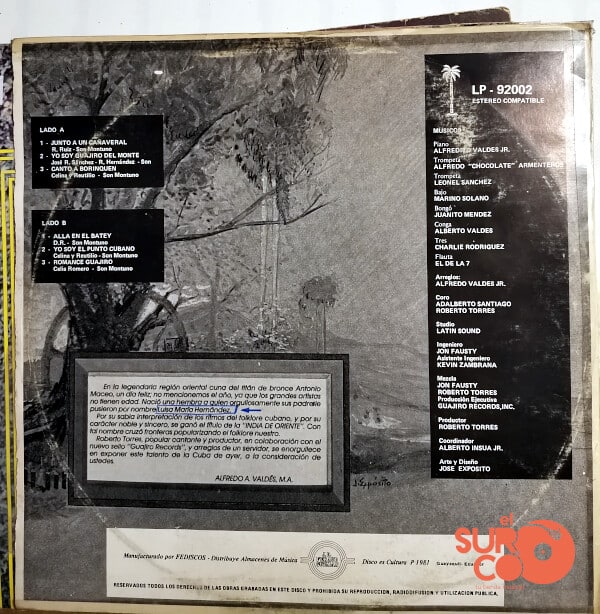 LADO A
1 - JUNTO A UN CAÑAVERAL
R. Ruiz - Son Montuno
2 - YO SOY GUAJIRO DEL MONTE
José R. Sánchez - R. Hernández - Son
3 - CANTO A BORINQUEN
Celina y Reutilio - Son Montuno
LADO B
1 - ALLA EN EL BATEY
D.R. - Son Montuno
2 - YO SOY EL PUNTO CUBANO
Celina y Reutilio - Son Montuno
3 - ROMANCE GUAJIRO
Celia Romero - Son Montuno
En la legendaria región oriental cuna del titán de bronce Antonio
Maceo, un día feliz; no mencionemos el año, ya que los grandes artistas
no tienen edad. Nació una hembra a quien orgullosamente sus padres le
pusieron por nombre Luisa María Hernández.
Por su sabia interpretación de los ritmos del folklore cubano, y por su
carácter noble y sincero, se ganó el título de la "INDIA DE ORIENTE". Con
tal nombre cruzó fronteras popularizando el folklore nuestro.
Roberto Torres, popular cantante y productor, en colaboración con el
nuevo sello "Guajiro Records", y arreglos de un servidor, se enorgullece
en exponer este talento de la Cuba de ayer, a la consideración de
ustedes.
ALFREDO A. VALDÉS, M.A.
J. Expósito
LP - 92002
ESTEREO COMPATIBLE
MUSICOS
Piano
ALFREDO VALDES JR.
Trompeta
ALFREDO "CHOCOLATE" ARMENTEROS
Trompeta
LEONEL SANCHEZ
Bajo
MARINO SOLANO
Bongó
JUANITO MENDEZ
Conga
ALBERTO VALDES
Tres
CHARLIE RODRIGUEZ
Flauta
EL DE LA 7
Arreglos:
ALFREDO VALDES JR.
Coro
ADALBERTO SANTIAGO
ROBERTO TORRES
Studio
LATIN SOUND
Ingeniero
JON FAUSTY
Asistente Ingeniero
KEVIN ZAMBRANA
Mezcla
JON FAUSTY
ROBERTO TORRES
Producción Ejecutiva
GUAJIRO RECORDS, INC.
Productor
ROBERTO TORRES
Coordinador
ALBERTO INSUA JR.
Arte y Diseño
JOSE EXPOSITO
Manufacturado por FEDISCOS - Distribuye Almacenes de Música
Disco es Cultura P 1981
Guayaquil
RESERVADOS TODOS LOS DERECHOS DE LAS OBRAS GRABADAS EN ESTE DISCO Y PROHIBIDA SU REPRODUCCION, RADIODIFUSION Y UTILIZACION PUBLICA.
el
SURCO